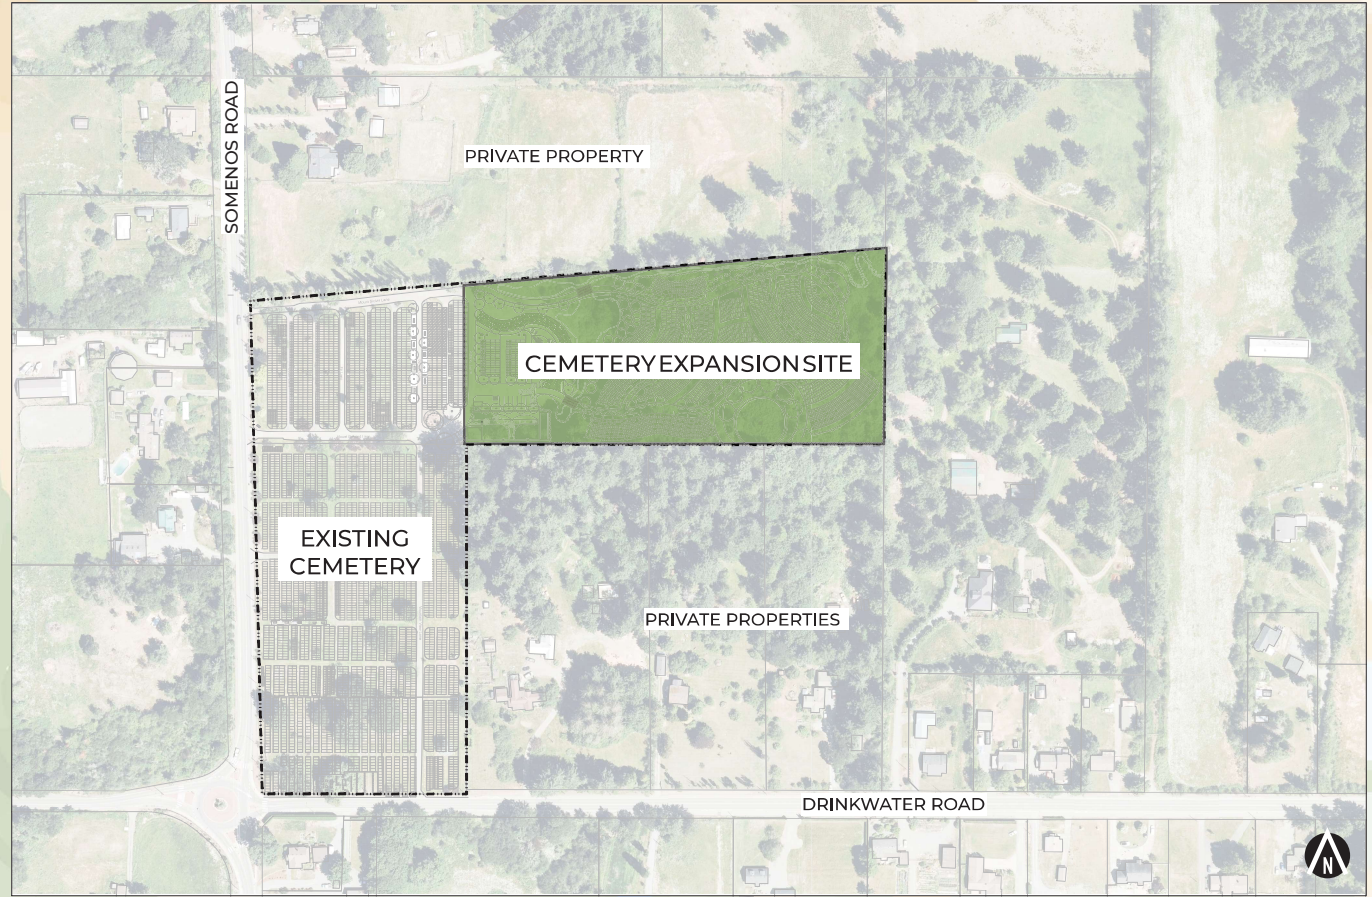 SOMENOS ROAD
PRIVATE PROPERTY
CEMETERY EXPANSION SITE
EXISTING
CEMETERY
PRIVATE PROPERTIES
DRINKWATER ROAD
N